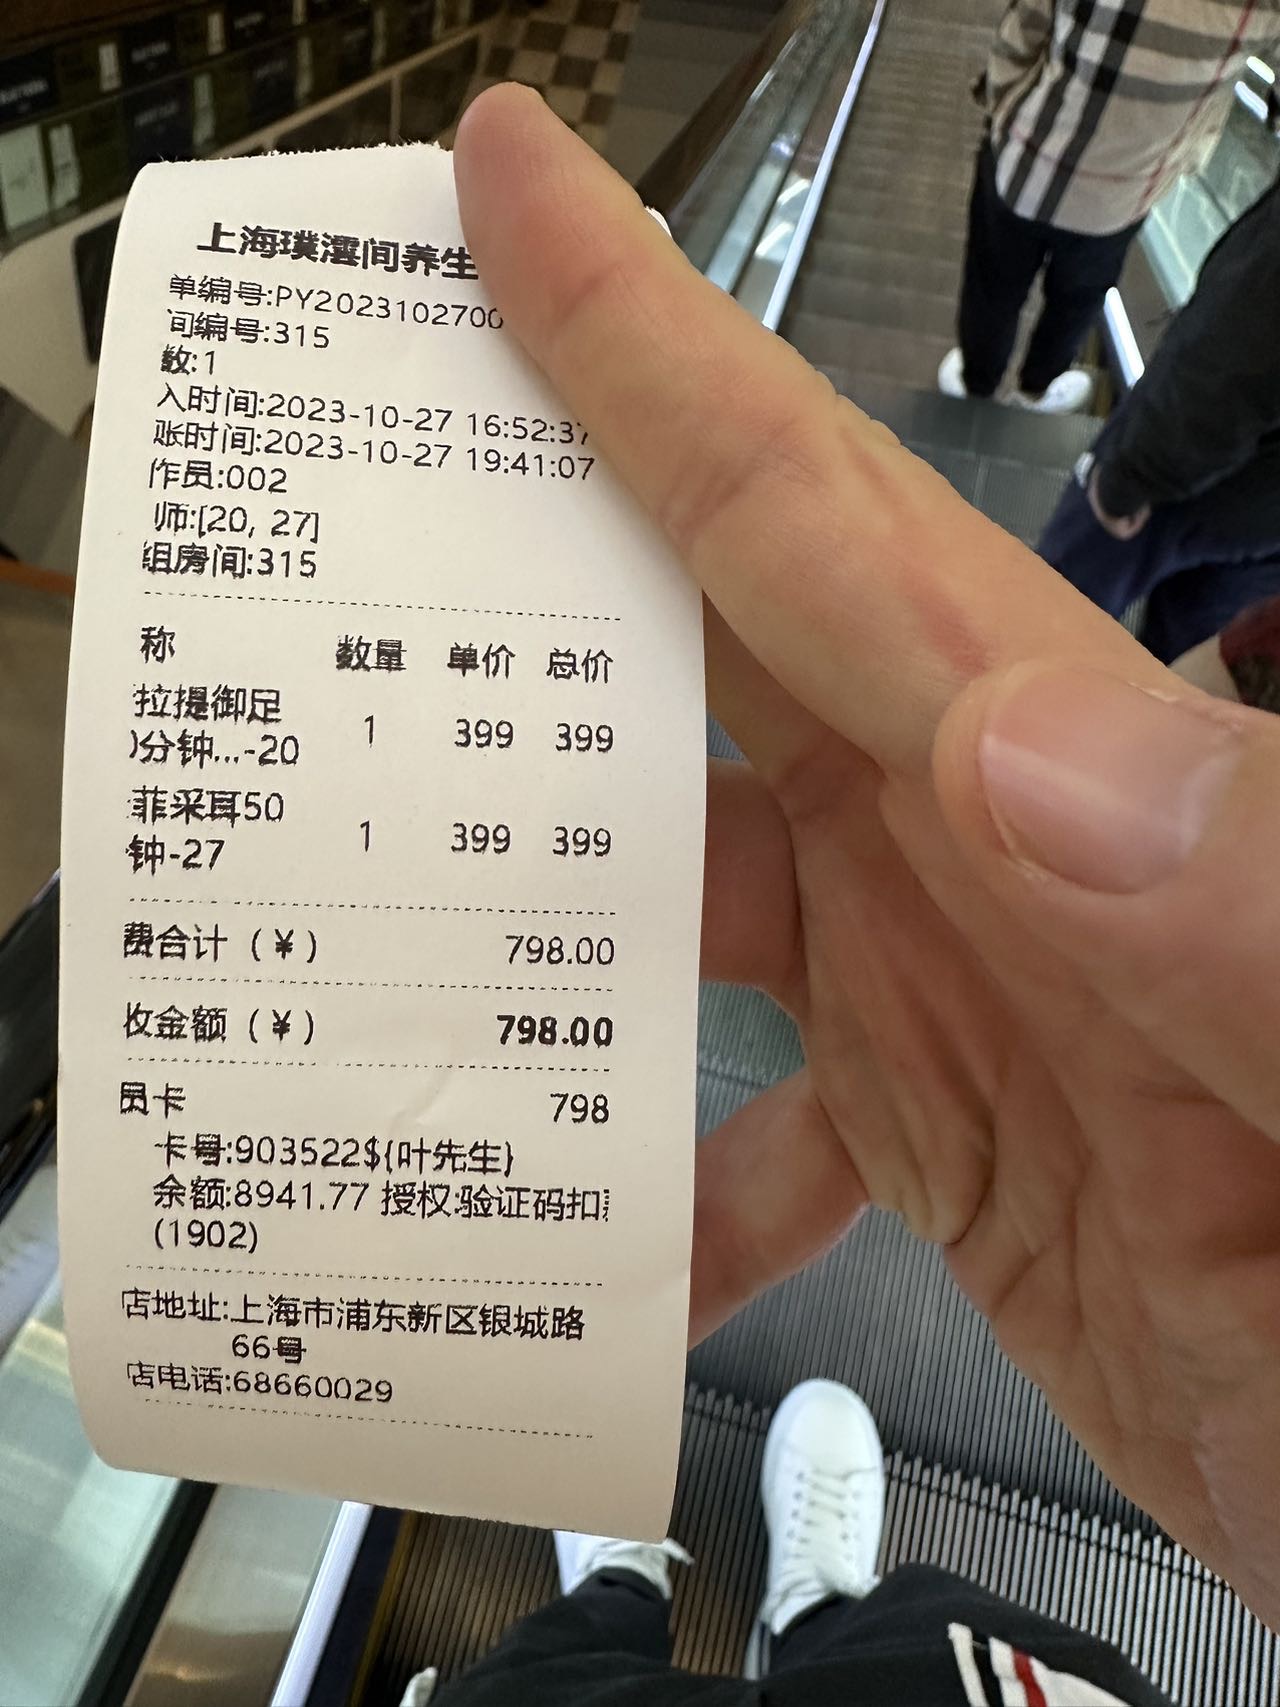 上海璞澐间养生
单编号:PY2023102700
间编号:315
数:1
入时间:2023-10-27 16:52:37
账时间:2023-10-27 19:41:07
作员:002
师:[20, 27]
组房间:315
称 数量 单价 总价
拉提御足
分钟...-20 1 399 399
菲采耳50
钟-27 1 399 399
费合计（¥） 798.00
收金额（¥） 798.00
员卡 798
卡号:903522$(叶先生)
余额:8941.77 授权:验证码扣
(1902)
店地址:上海市浦东新区银城路
66号
店电话:68660029